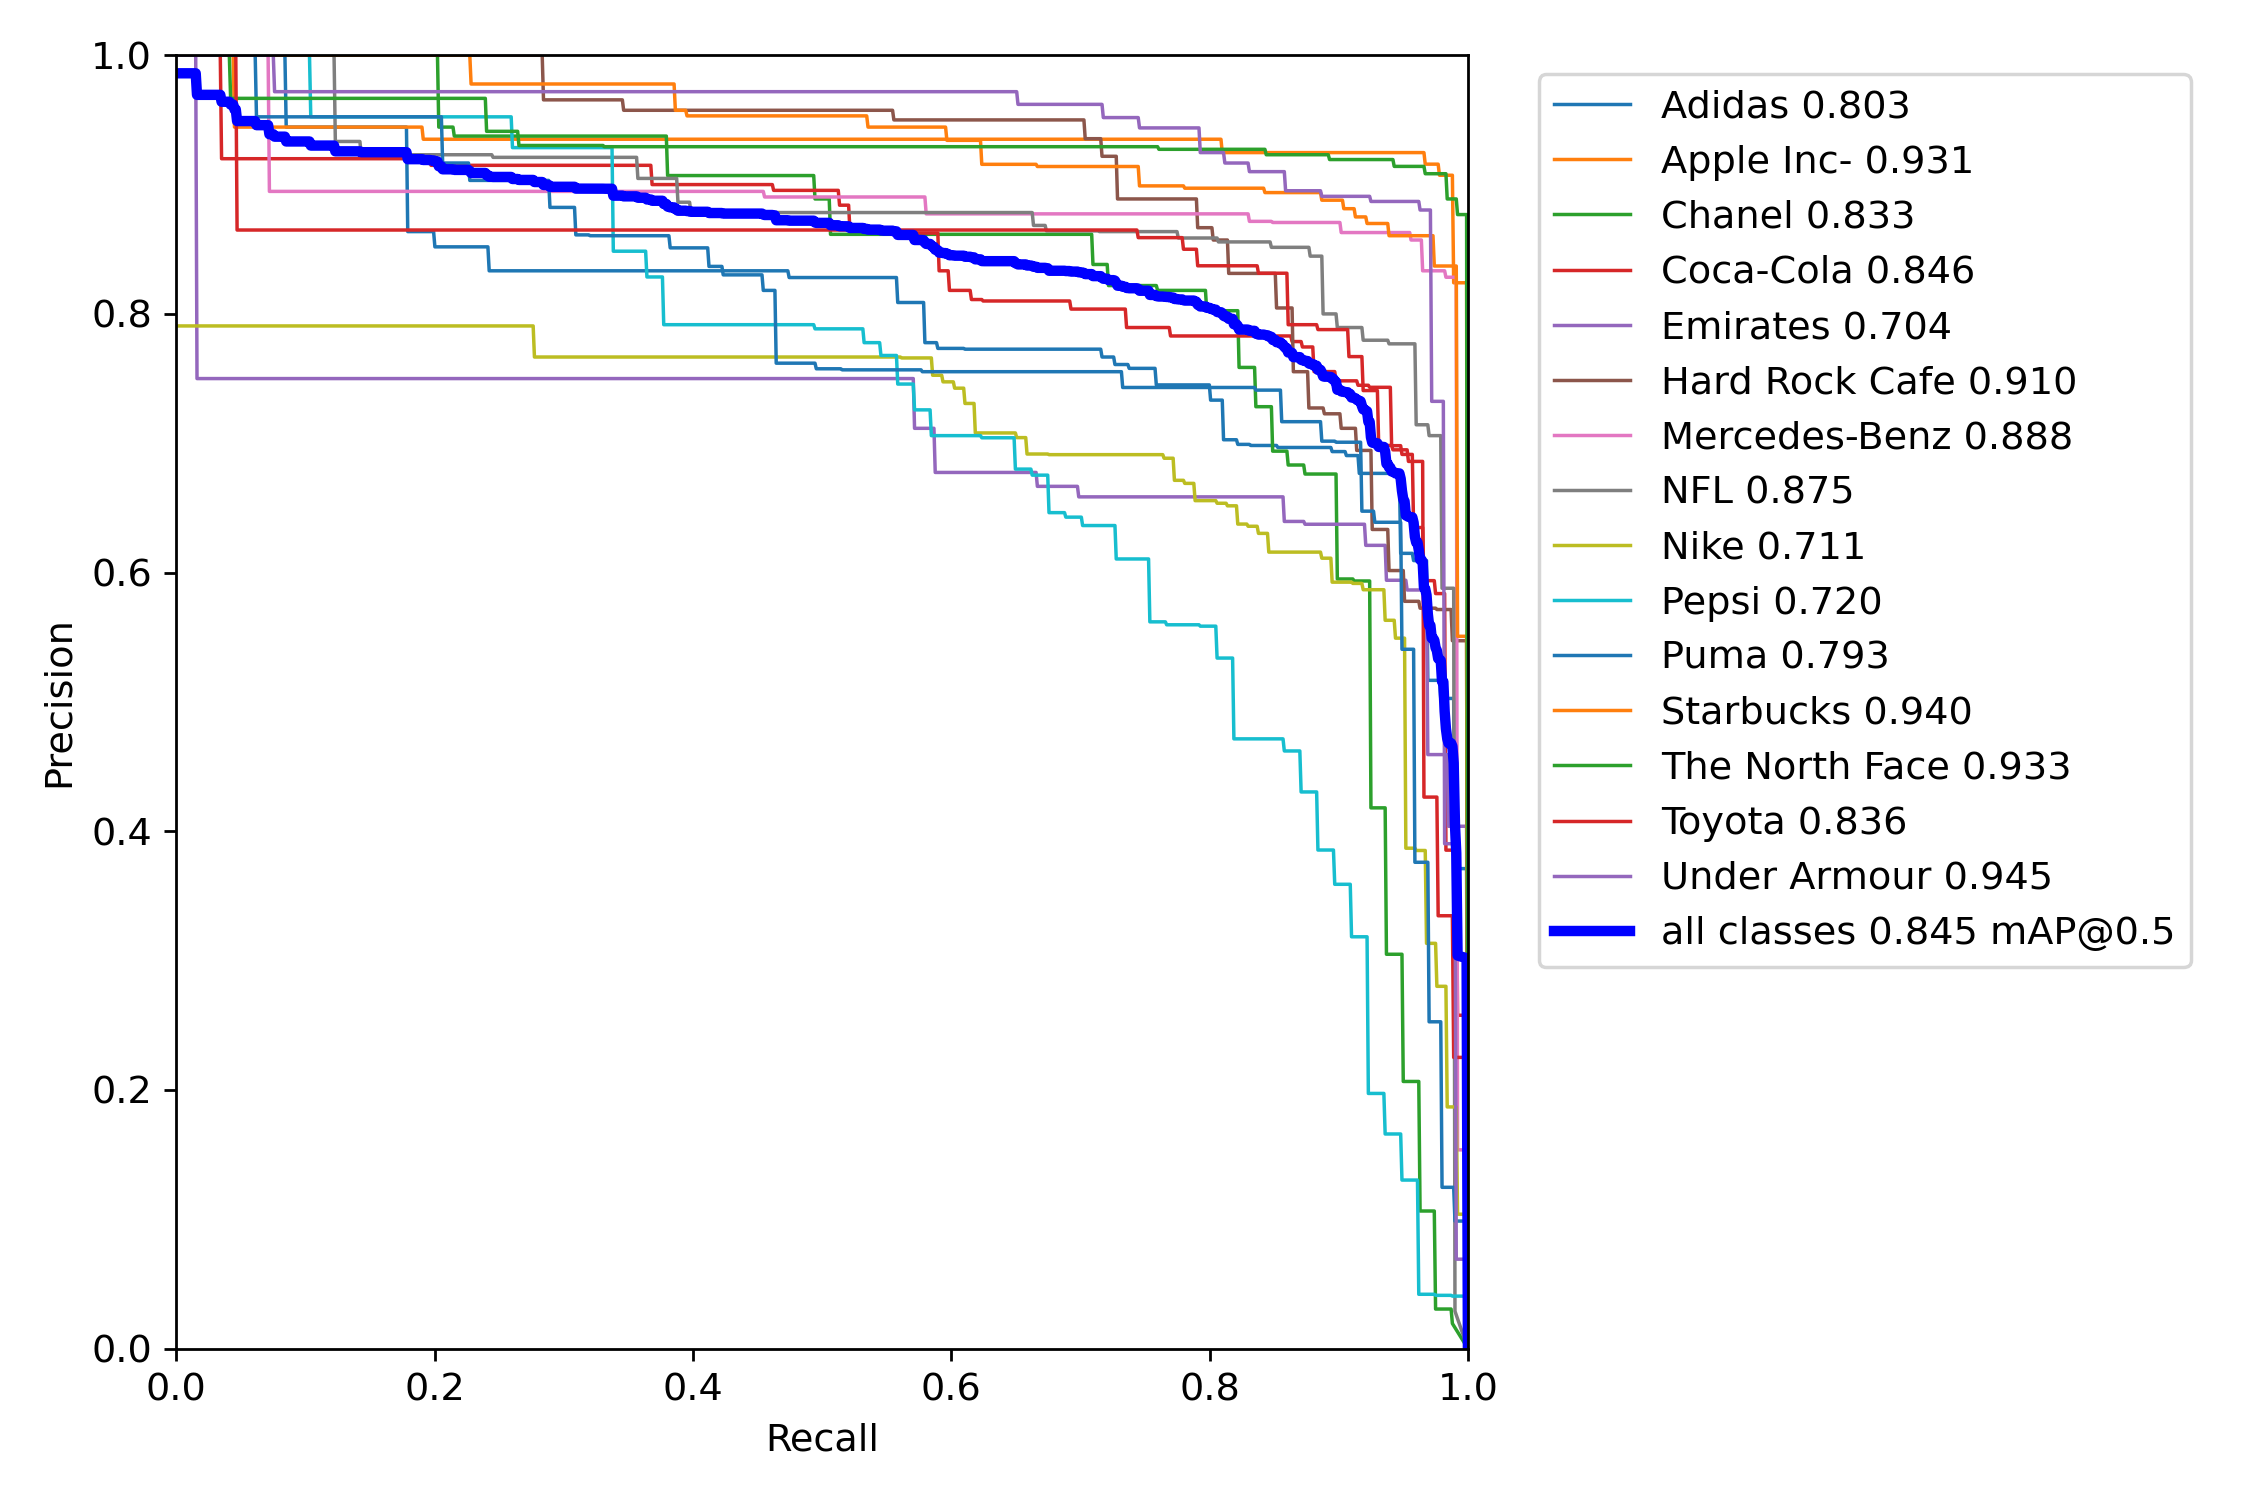 1.0
0.8
0.6
0.4
0.2
0.0
Precision
0.0 0.2 0.4 0.6 0.8 1.0
Recall
Adidas 0.803
Apple Inc- 0.931
Chanel 0.833
Coca-Cola 0.846
Emirates 0.704
Hard Rock Cafe 0.910
Mercedes-Benz 0.888
NFL 0.875
Nike 0.711
Pepsi 0.720
Puma 0.793
Starbucks 0.940
The North Face 0.933
Toyota 0.836
Under Armour 0.945
all classes 0.845 mAP@0.5